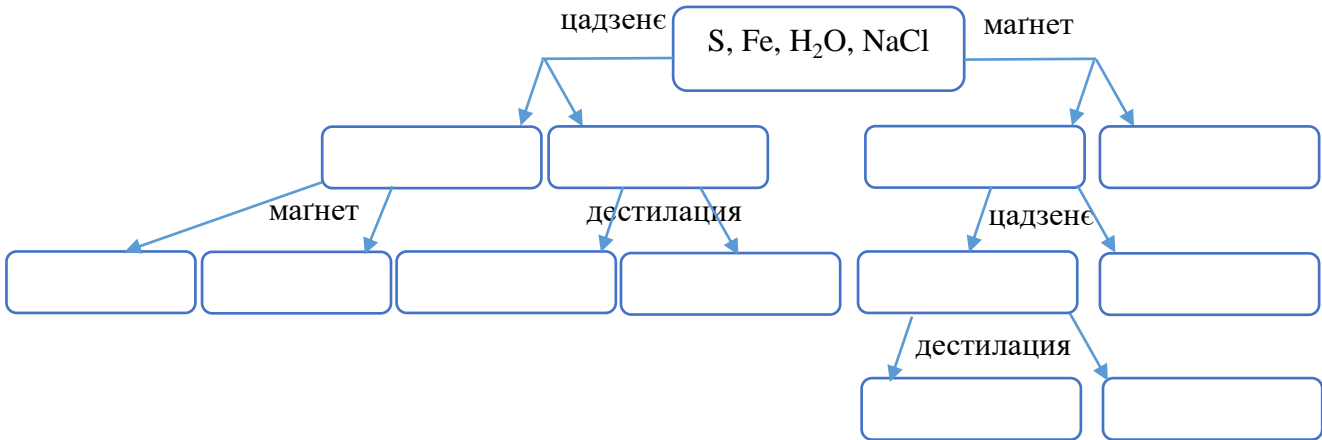 цадзенє
S, Fe, H₂O, NaCl
маґнет
маґнет
дестилация
цадзенє
дестилация